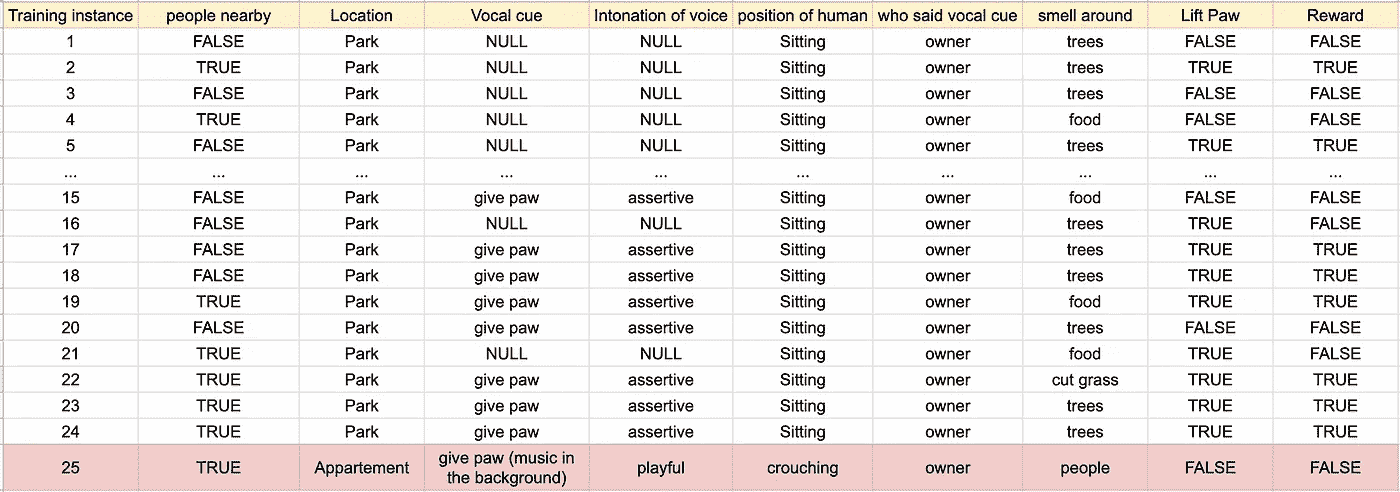 Training instance people nearby Location Vocal cue Intonation of voice position of human who said vocal cue smell around Lift Paw Reward
1 FALSE Park NULL NULL Sitting owner trees FALSE FALSE
2 TRUE Park NULL NULL Sitting owner trees TRUE TRUE
3 FALSE Park NULL NULL Sitting owner trees FALSE FALSE
4 TRUE Park NULL NULL Sitting owner food FALSE FALSE
5 FALSE Park NULL NULL Sitting owner trees TRUE TRUE
... ... ... ... ... ... ... ... ... ...
15 FALSE Park give paw assertive Sitting owner food FALSE FALSE
16 FALSE Park NULL NULL Sitting owner trees TRUE FALSE
17 FALSE Park give paw assertive Sitting owner trees TRUE TRUE
18 FALSE Park give paw assertive Sitting owner trees TRUE TRUE
19 TRUE Park give paw assertive Sitting owner food TRUE TRUE
20 FALSE Park give paw assertive Sitting owner trees FALSE FALSE
21 TRUE Park NULL NULL Sitting owner food TRUE FALSE
22 TRUE Park give paw assertive Sitting owner cut grass TRUE TRUE
23 TRUE Park give paw assertive Sitting owner trees TRUE TRUE
24 TRUE Park give paw assertive Sitting owner trees TRUE TRUE
25 TRUE Appartement give paw (music in the background) playful crouching owner people FALSE FALSE